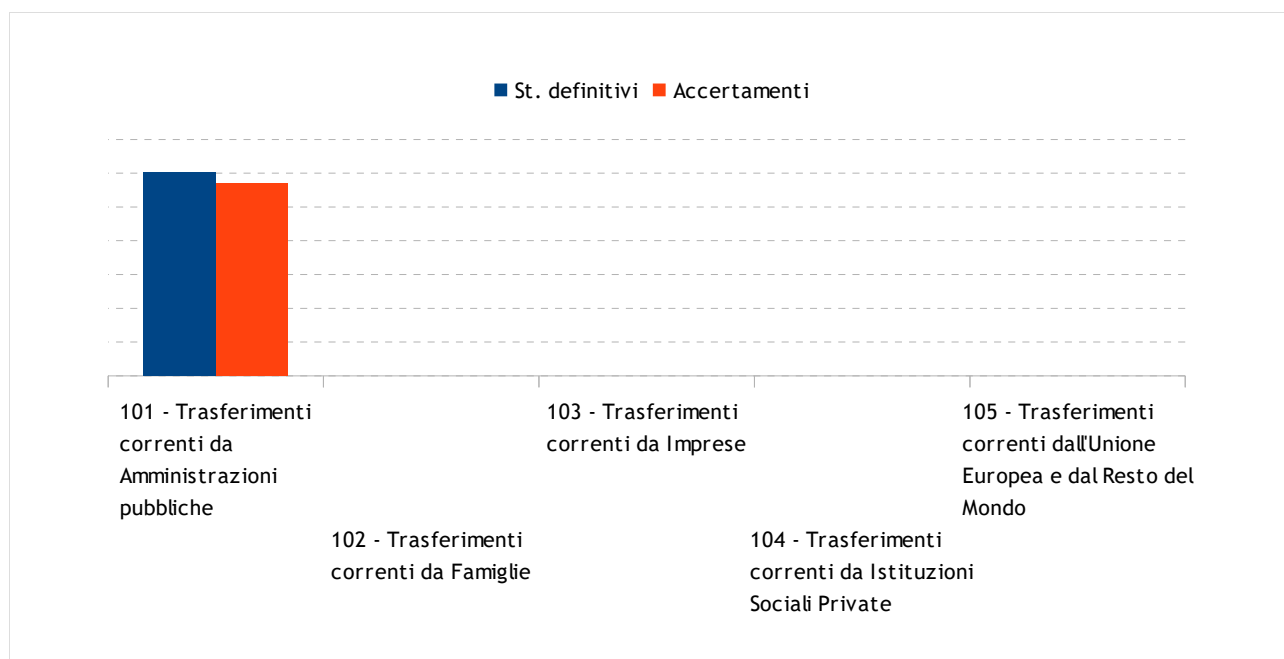 St. definitivi Accertamenti
101 - Trasferimenti
correnti da
Amministrazioni
pubbliche
102 - Trasferimenti
correnti da Famiglie
103 - Trasferimenti
correnti da Imprese
104 - Trasferimenti
correnti da Istituzioni
Sociali Private
105 - Trasferimenti
correnti dall'Unione
Europea e dal Resto del
Mondo